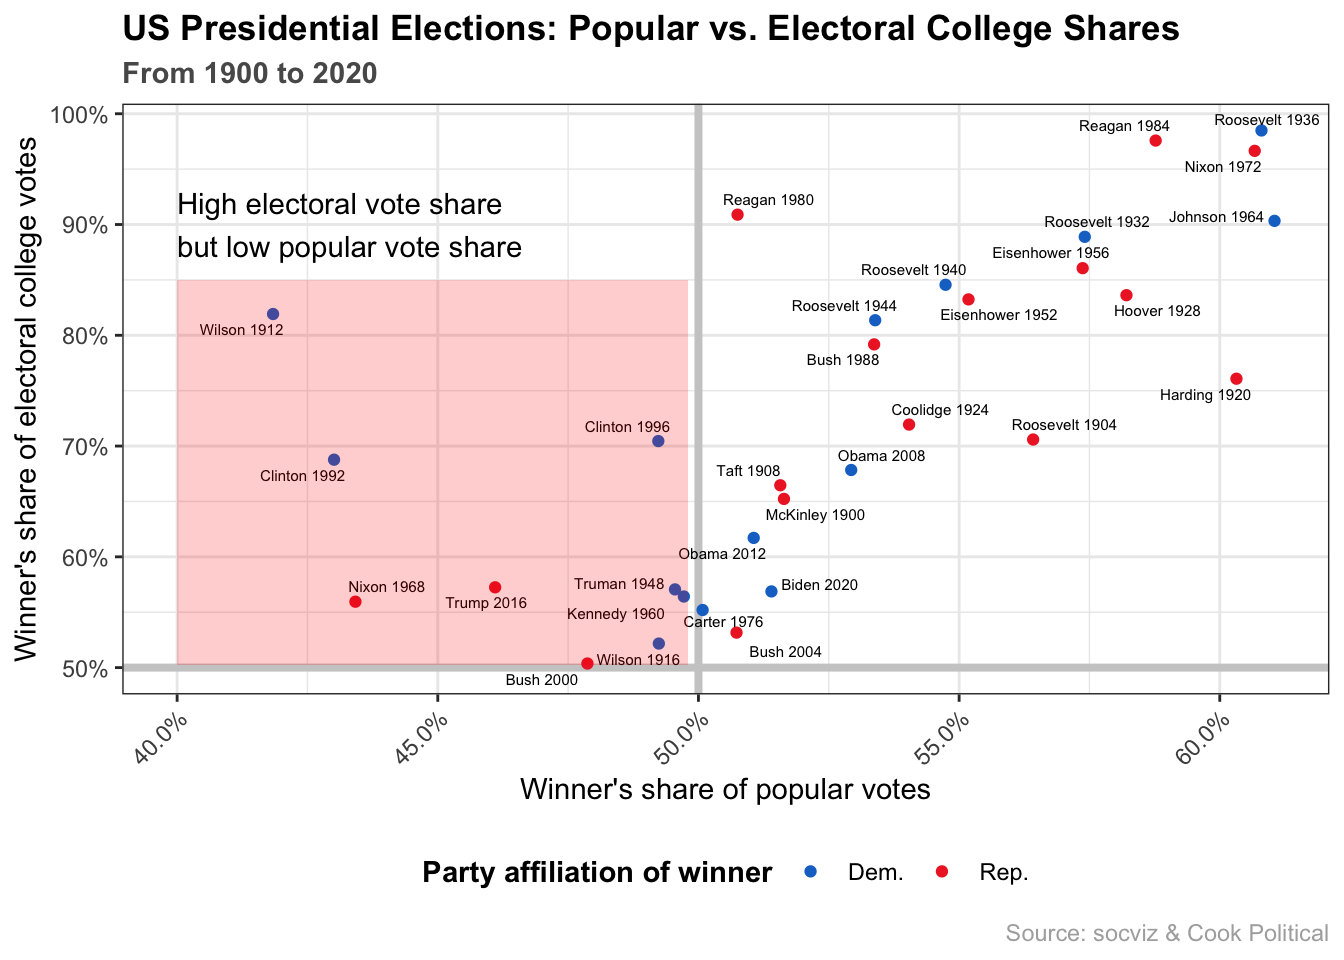 US Presidential Elections: Popular vs. Electoral College Shares
From 1900 to 2020
Winner's share of electoral college votes
100%
90%
80%
70%
60%
50%
High electoral vote share
but low popular vote share
Roosevelt 1936
Reagan 1984
Nixon 1972
Reagan 1980
Johnson 1964
Roosevelt 1932
Eisenhower 1956
Roosevelt 1940
Roosevelt 1944
Eisenhower 1952
Hoover 1928
Wilson 1912
Bush 1988
Harding 1920
Coolidge 1924
Clinton 1996
Roosevelt 1904
Obama 2008
Taft 1908
Clinton 1992
McKinley 1900
Obama 2012
Truman 1948
Biden 2020
Nixon 1968
Trump 2016
Kennedy 1960
Carter 1976
Bush 2004
Wilson 1916
Bush 2000
40.0%
45.0%
50.0%
55.0%
60.0%
Winner's share of popular votes
Party affiliation of winner Dem. Rep.
Source: socviz & Cook Political